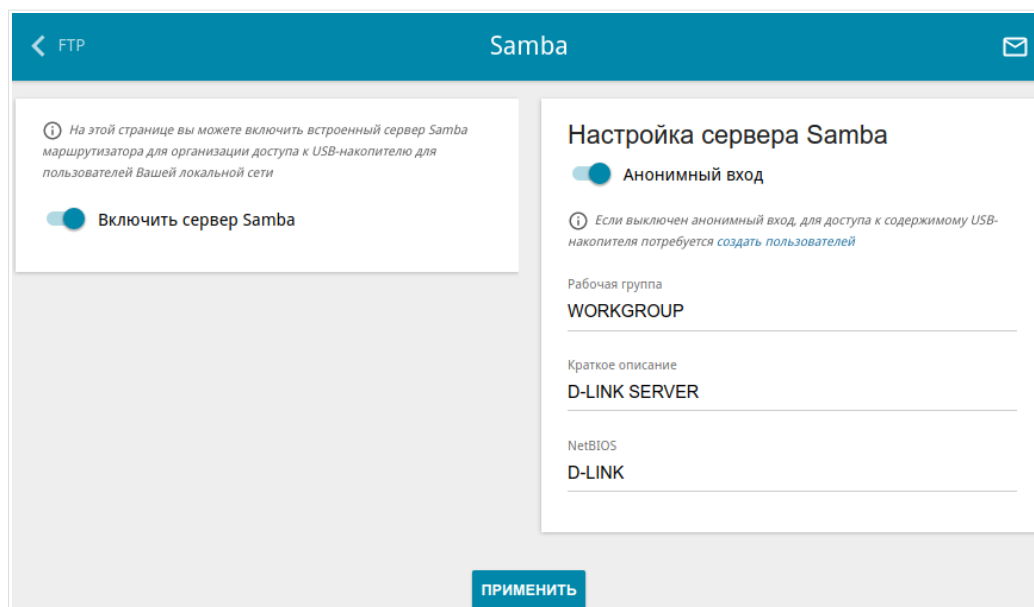 FTP
Samba
На этой странице вы можете включить встроенный сервер Samba
маршрутизатора для организации доступа к USB-накопителю для
пользователей Вашей локальной сети
Включить сервер Samba
Настройка сервера Samba
Анонимный вход
Если выключен анонимный вход, для доступа к содержимому USB-
накопителя потребуется создать пользователей
Рабочая группа
WORKGROUP
Краткое описание
D-LINK SERVER
NetBIOS
D-LINK
ПРИМЕНИТЬ